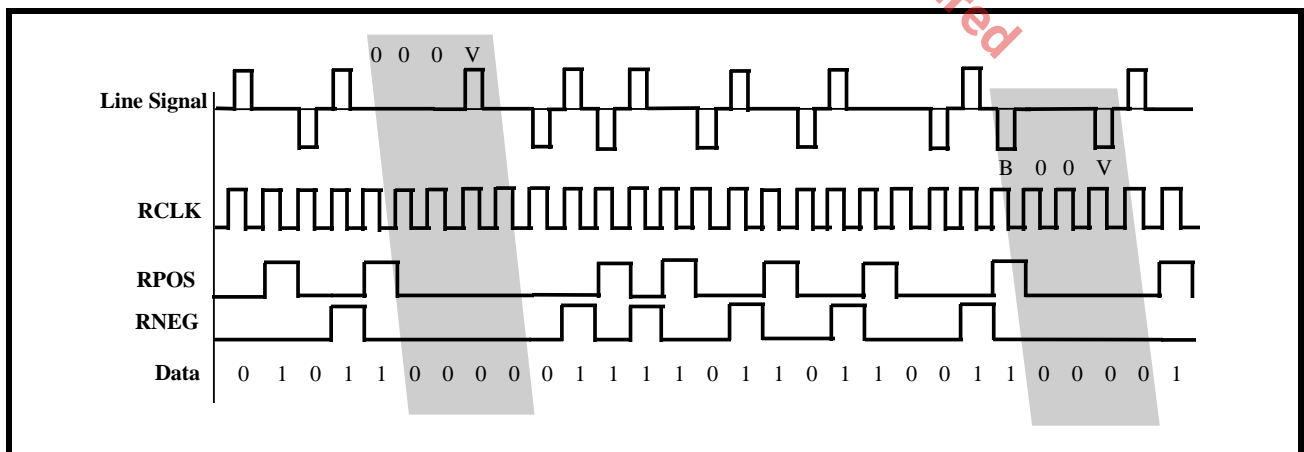 ired
0 0 0 V
Line Signal
B 0 0 V
RCLK
RPOS
RNEG
Data 0 1 0 1 1 0 0 0 0 0 1 1 1 1 0 1 1 0 1 1 0 0 1 1 0 0 0 0 1